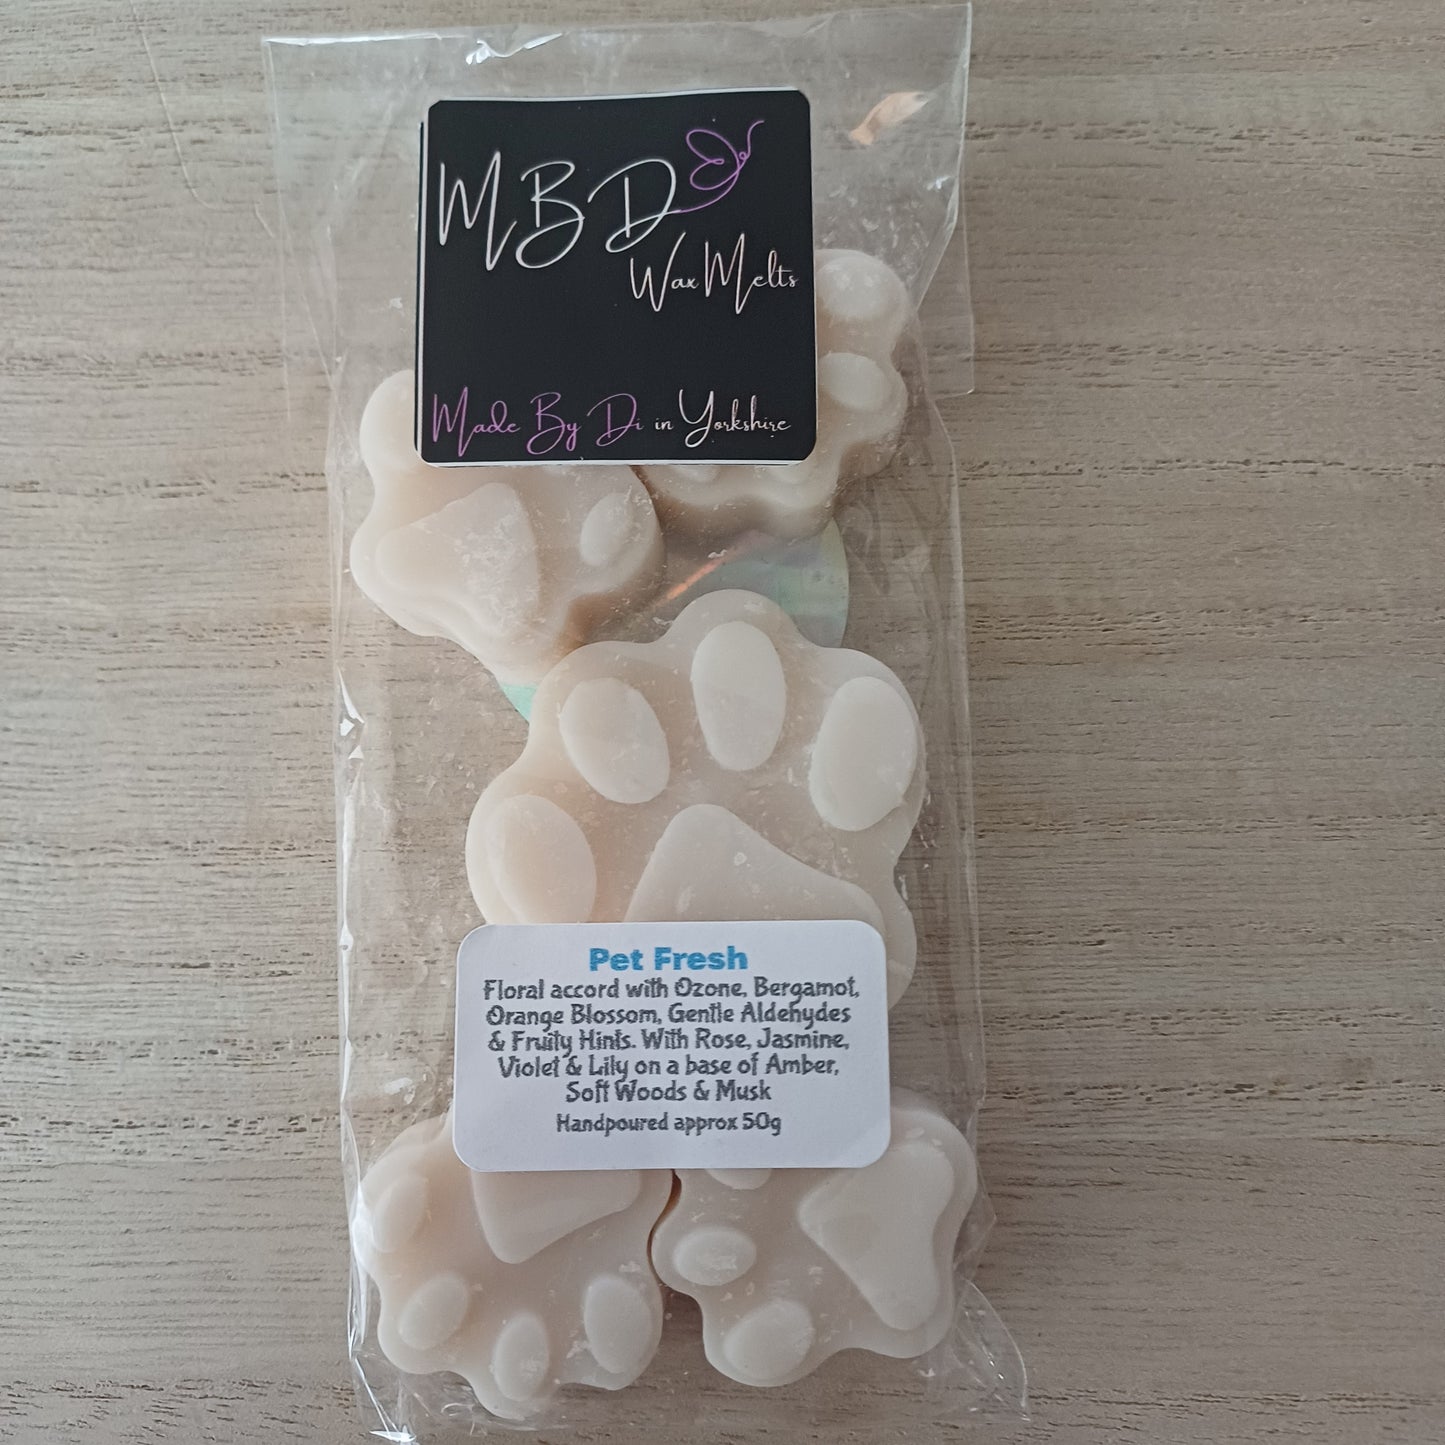 MBD
Wax Melts
Made By Di in Yorkshire
Pet Fresh
Floral accord with Ozone, Bergamot,
Orange Blossom, Gentle Aldehydes
& Fruity Hints. With Rose, Jasmine,
Violet & Lily on a base of Amber,
Soft Woods & Musk
Handpoured approx 50g